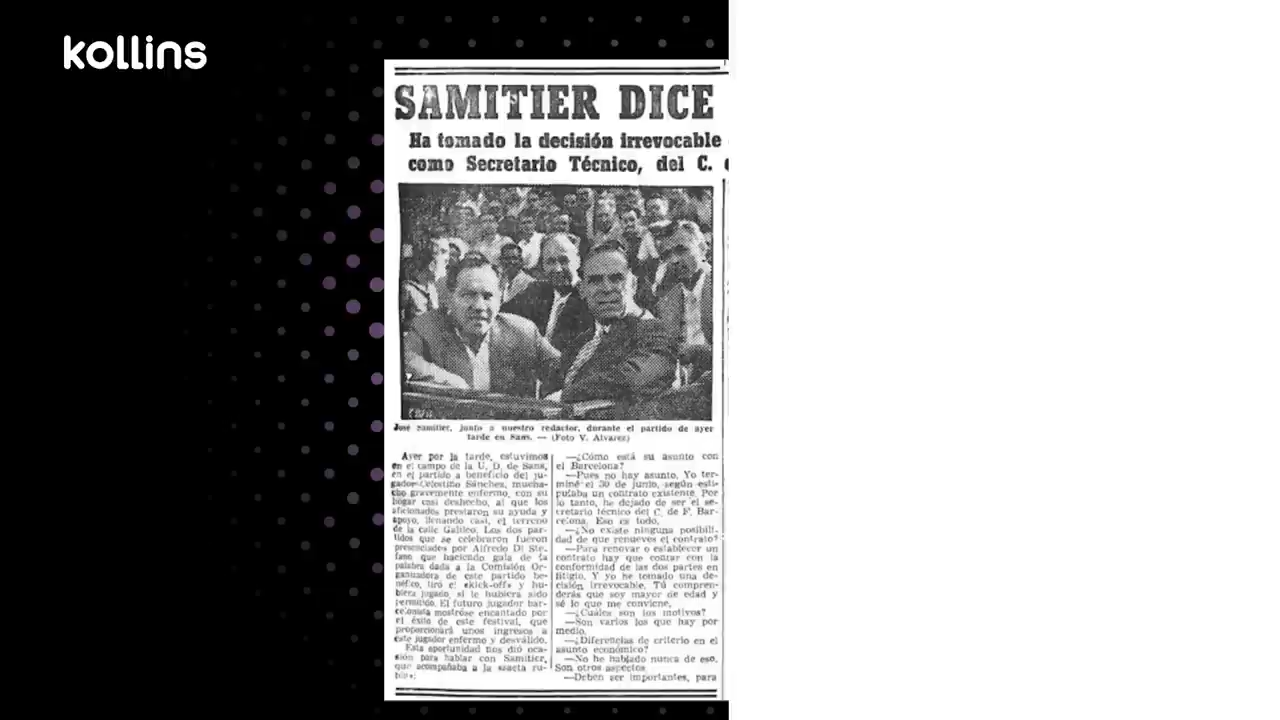 kollins
SAMITIER DICE
Ha tomado la decisión irrevocable
como Secretario Técnico, del C.
José Samitier, junto a nuestro redactor, durante el partido de ayer
tarde en Sans. — (Foto V. Alvarez)
Ayer por la tarde, estuvimos
en el campo de la U. D. de Sans,
en el partido a beneficio del ju-
gador Celestino Sánchez, mucha-
cho gravemente enfermo, con su
hogar casi deshecho, al que los
aficionados prestaron su ayuda y
apoyo, llenando casi, el terreno
de la calle Galileo. Los dos par-
tidos que se celebraron fueron
presenciados por Alfredo Di Ste-
fano que haciendo gala de la
palabra dada a la Comisión Or-
ganizadora de este partido be-
néfico, tiró el «kick-off» y hu-
biera jugado, si le hubiera sido
permitido. El futuro jugador bar-
celonista mostróse encantado por
el éxito de este festival, que
proporcionará unos ingresos a
este jugador enfermo y desválido.
Esta oportunidad nos dió oca-
sión para hablar con Samitier,
que acompañaba a la saeta ru-
bia:
—¿Cómo está su asunto con
el Barcelona?
—Pues no hay asunto. Yo ter-
miné el 30 de junio, según esti-
pulaba un contrato existente. Por
lo tanto, he dejado de ser el se-
cretario técnico del C. de F. Bar-
celona. Eso es todo.
—¿No existe ninguna posibili-
dad de que renueves el contrato?
—Para renovar o establecer un
contrato hay que contar con la
conformidad de las dos partes en
litigio. Y yo he tomado una de-
cisión irrevocable. Tú compren-
derás que soy mayor de edad y
sé lo que me conviene.
—¿Cuáles son los motivos?
—Son varios los que hay por
medio.
—¿Diferencias de criterio en el
asunto económico?
—No he hablado nunca de eso.
Son otros aspectos.
—Deben ser importantes, para